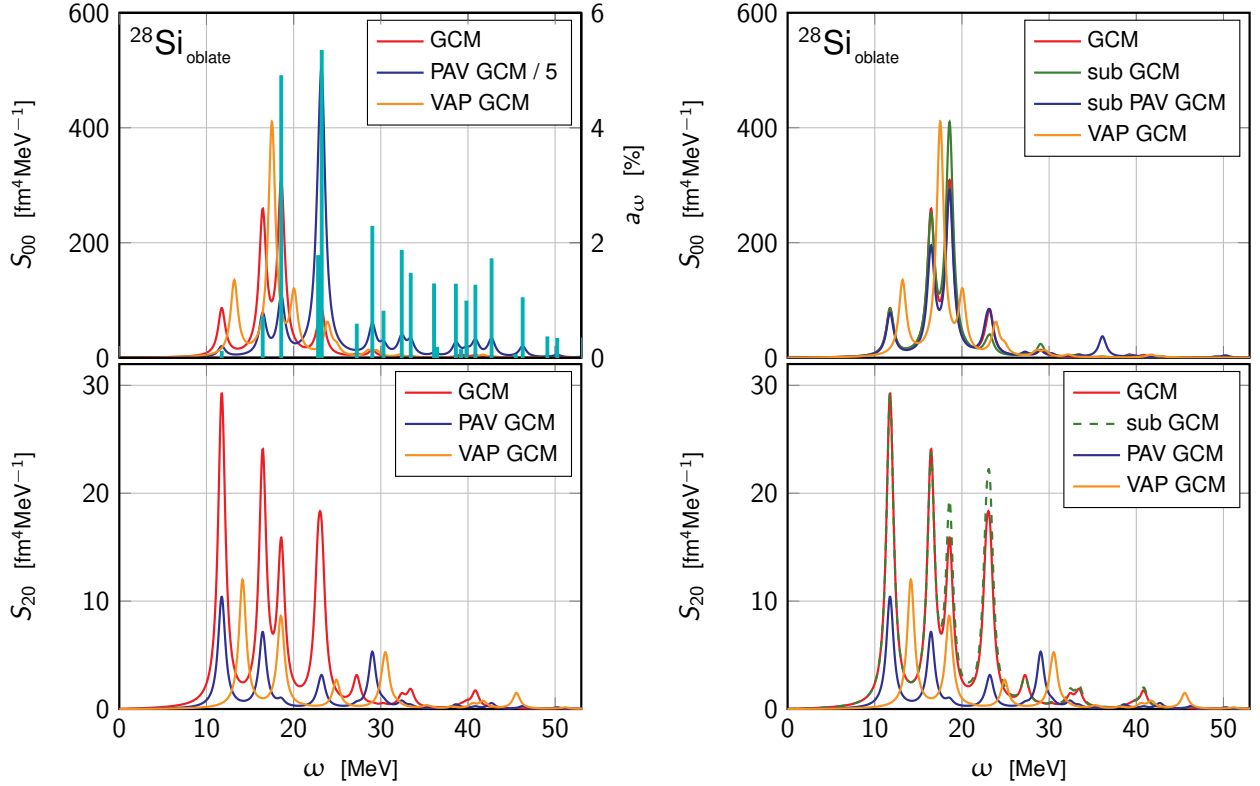 600
400
200
0
S₀₀ [fm⁴MeV⁻¹]
²⁸Si oblate
GCM
PAV GCM / 5
VAP GCM
6
4
2
0
a_ω [%]
30
20
10
0
S₂₀ [fm⁴MeV⁻¹]
GCM
PAV GCM
VAP GCM
0 10 20 30 40 50
ω [MeV]
600
400
200
0
S₀₀ [fm⁴MeV⁻¹]
²⁸Si oblate
GCM
sub GCM
sub PAV GCM
VAP GCM
30
20
10
0
S₂₀ [fm⁴MeV⁻¹]
GCM
sub GCM
PAV GCM
VAP GCM
0 10 20 30 40 50
ω [MeV]